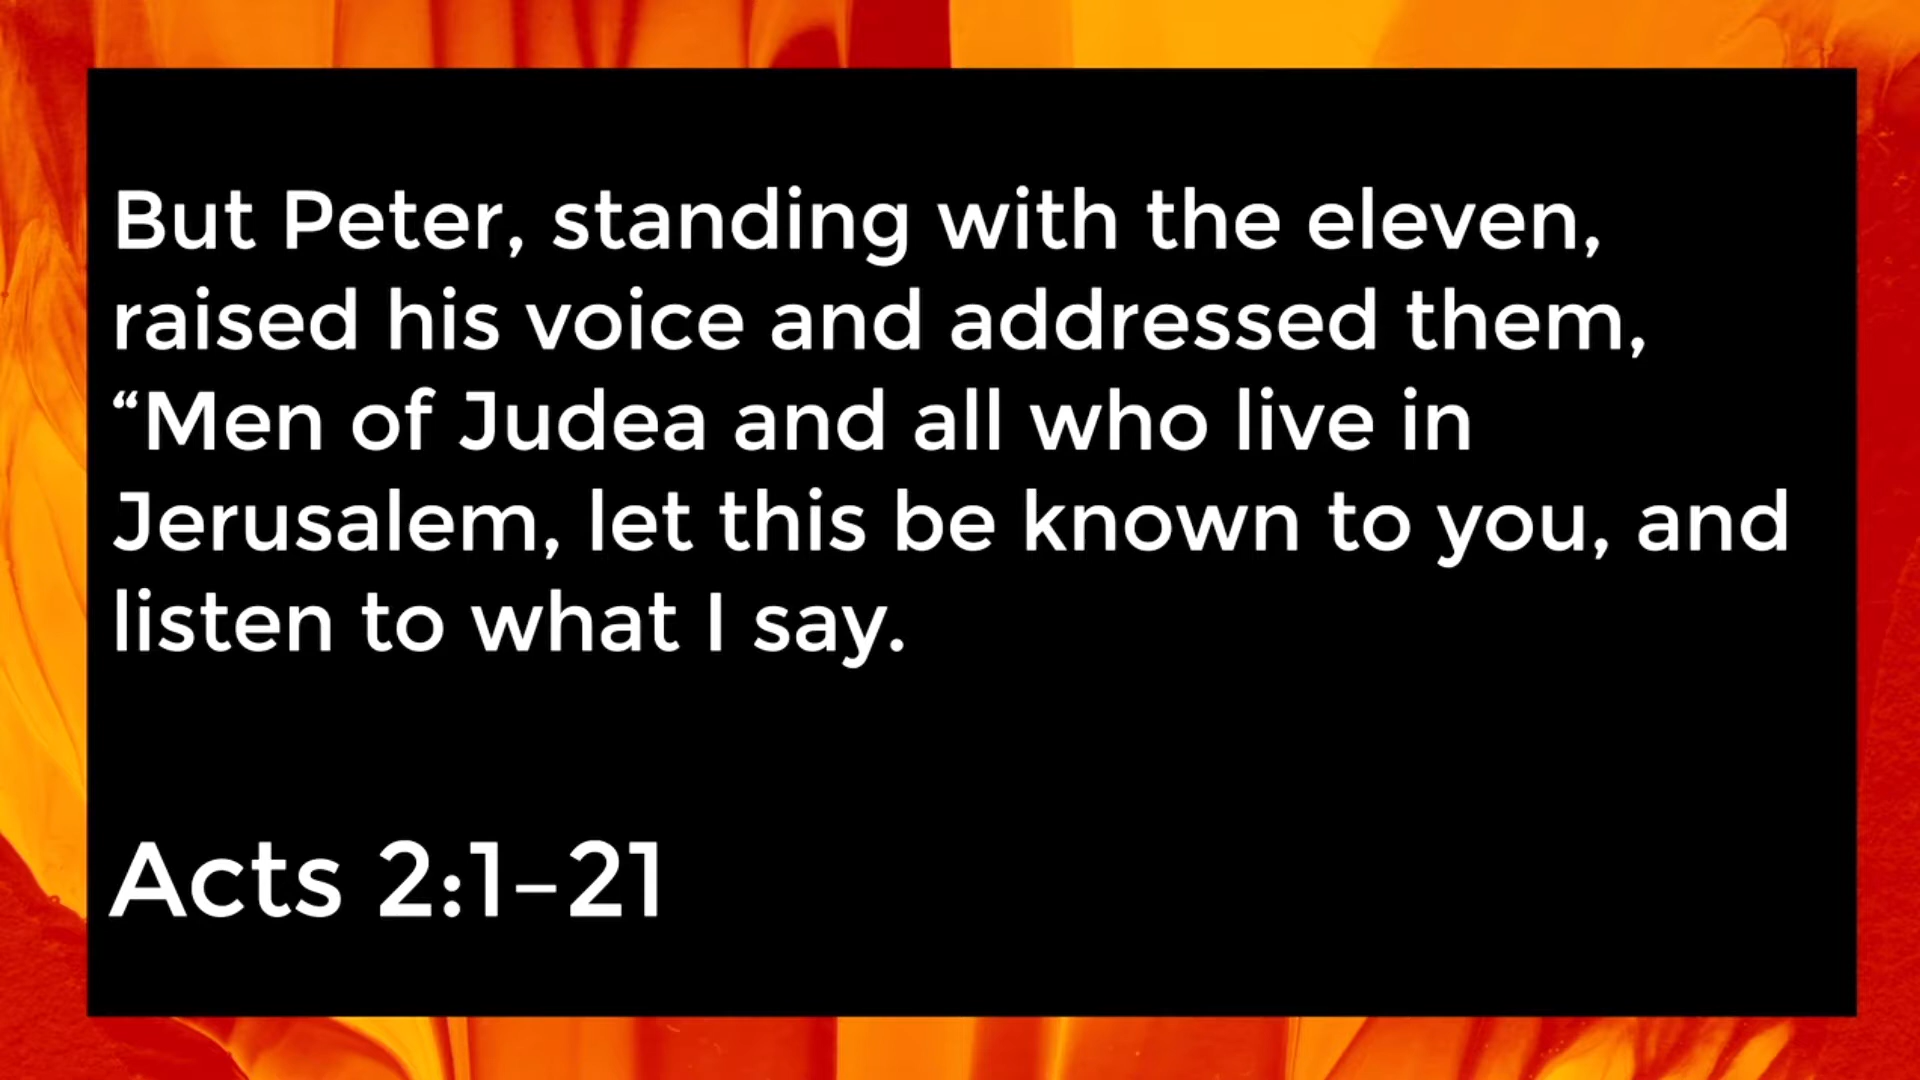 But Peter, standing with the eleven,
raised his voice and addressed them,
“Men of Judea and all who live in
Jerusalem, let this be known to you, and
listen to what I say.
Acts 2:1–21